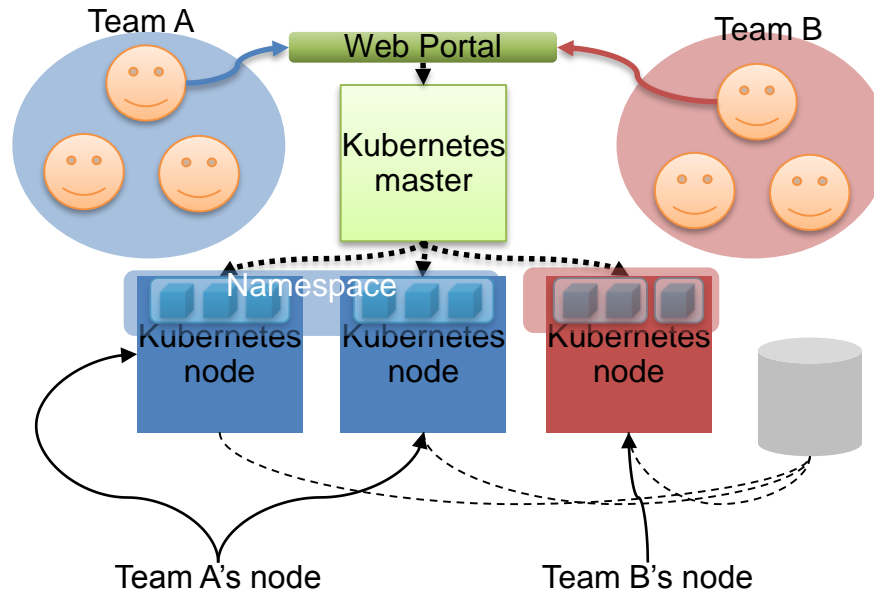 Team A
Web Portal
Team B
Kubernetes
master
Namespace
Kubernetes
node
Kubernetes
node
Kubernetes
node
Team A's node
Team B's node